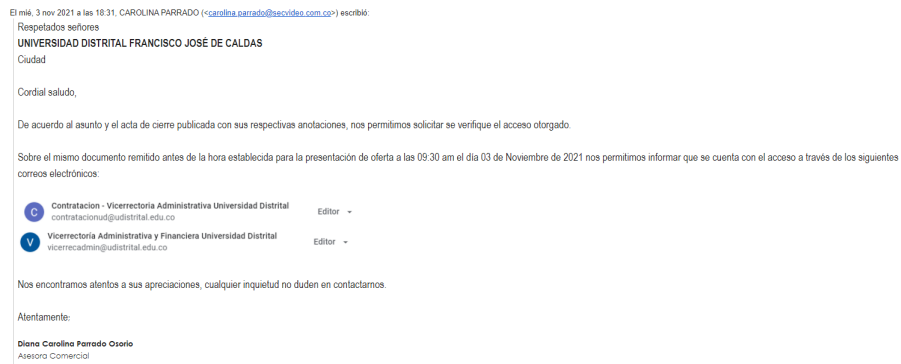 El mié, 3 nov 2021 a las 18:31, CAROLINA PARRADO (<carolina.parrado@secvideo.com.co>) escribió:
Respetados señores
UNIVERSIDAD DISTRITAL FRANCISCO JOSÉ DE CALDAS
Ciudad
Cordial saludo,
De acuerdo al asunto y el acta de cierre publicada con sus respectivas anotaciones, nos permitimos solicitar se verifique el acceso otorgado.
Sobre el mismo documento remitido antes de la hora establecida para la presentación de oferta a las 09:30 am el día 03 de Noviembre de 2021 nos permitimos informar que se cuenta con el acceso a través de los siguientes
correos electrónicos:
C Contratacion - Vicerrectoria Administrativa Universidad Distrital Editor
contratacionud@udistrital.edu.co
V Vicerrectoría Administrativa y Financiera Universidad Distrital Editor
vicerrecadmin@udistrital.edu.co
Nos encontramos atentos a sus apreciaciones, cualquier inquietud no duden en contactarnos.
Atentamente:
Diana Carolina Parrado Osorio
Asesora Comercial